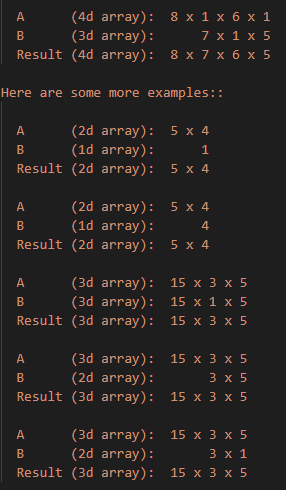 A      (4d array):  8 x 1 x 6 x 1
B      (3d array):      7 x 1 x 5
Result (4d array):  8 x 7 x 6 x 5

Here are some more examples::

A      (2d array):  5 x 4
B      (1d array):      1
Result (2d array):  5 x 4

A      (2d array):  5 x 4
B      (1d array):      4
Result (2d array):  5 x 4

A      (3d array):  15 x 3 x 5
B      (3d array):  15 x 1 x 5
Result (3d array):  15 x 3 x 5

A      (3d array):  15 x 3 x 5
B      (2d array):       3 x 5
Result (3d array):  15 x 3 x 5

A      (3d array):  15 x 3 x 5
B      (2d array):       3 x 1
Result (3d array):  15 x 3 x 5